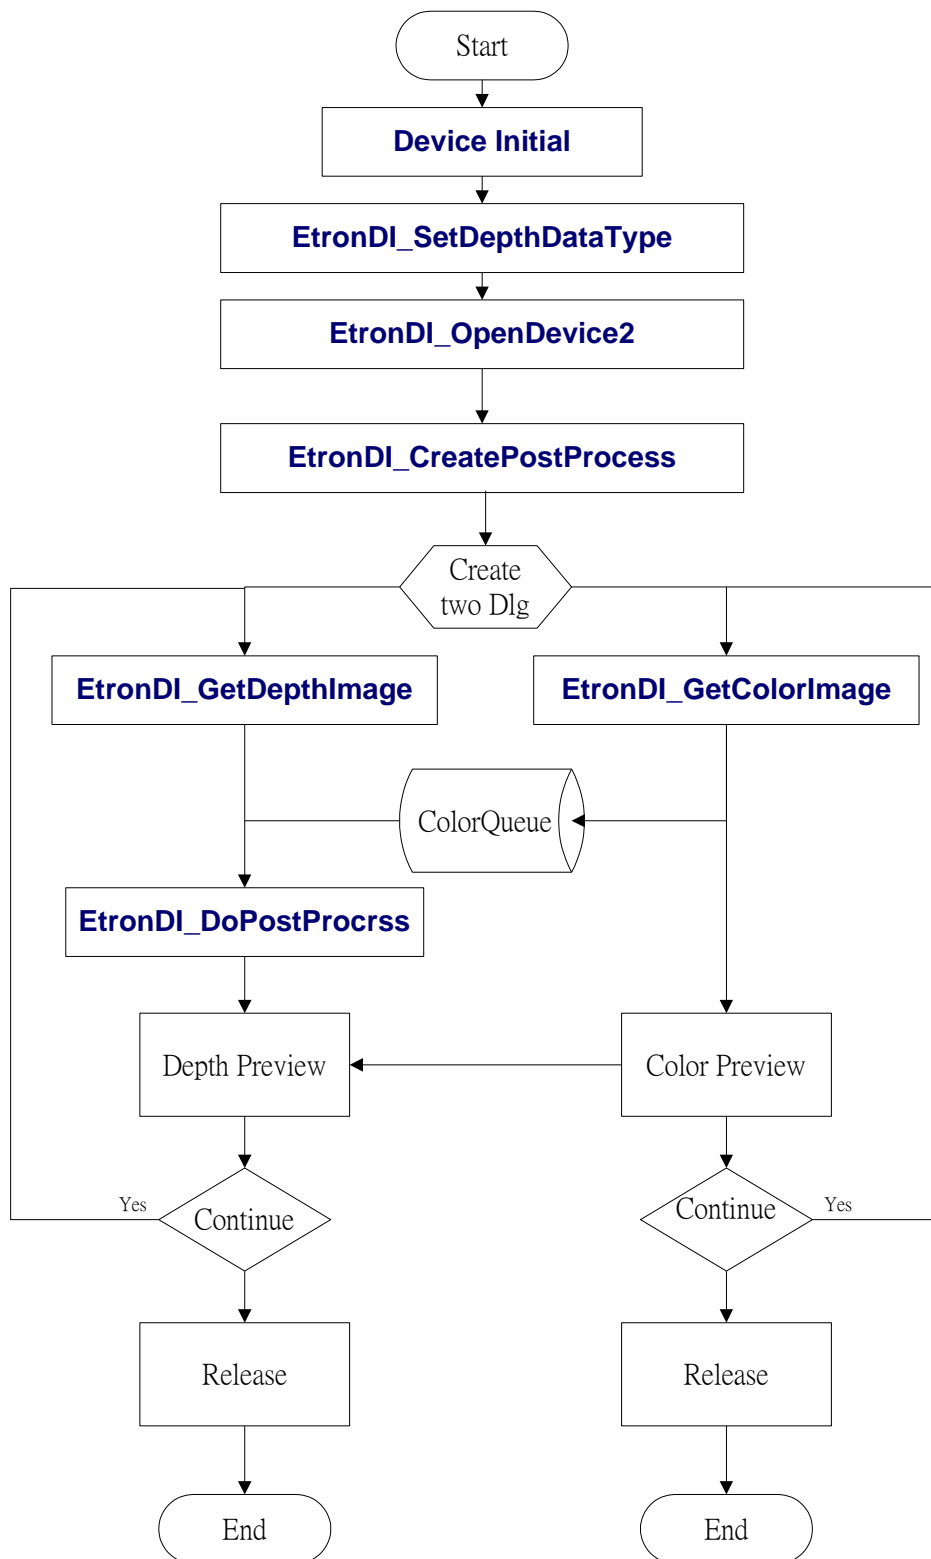 Start
Device Initial
EtronDI_SetDepthDataType
EtronDI_OpenDevice2
EtronDI_CreatePostProcess
Create
two Dlg
EtronDI_GetDepthImage
EtronDI_GetColorImage
ColorQueue
EtronDI_DoPostProcrss
Depth Preview
Color Preview
Yes
Continue
Continue
Yes
Release
Release
End
End